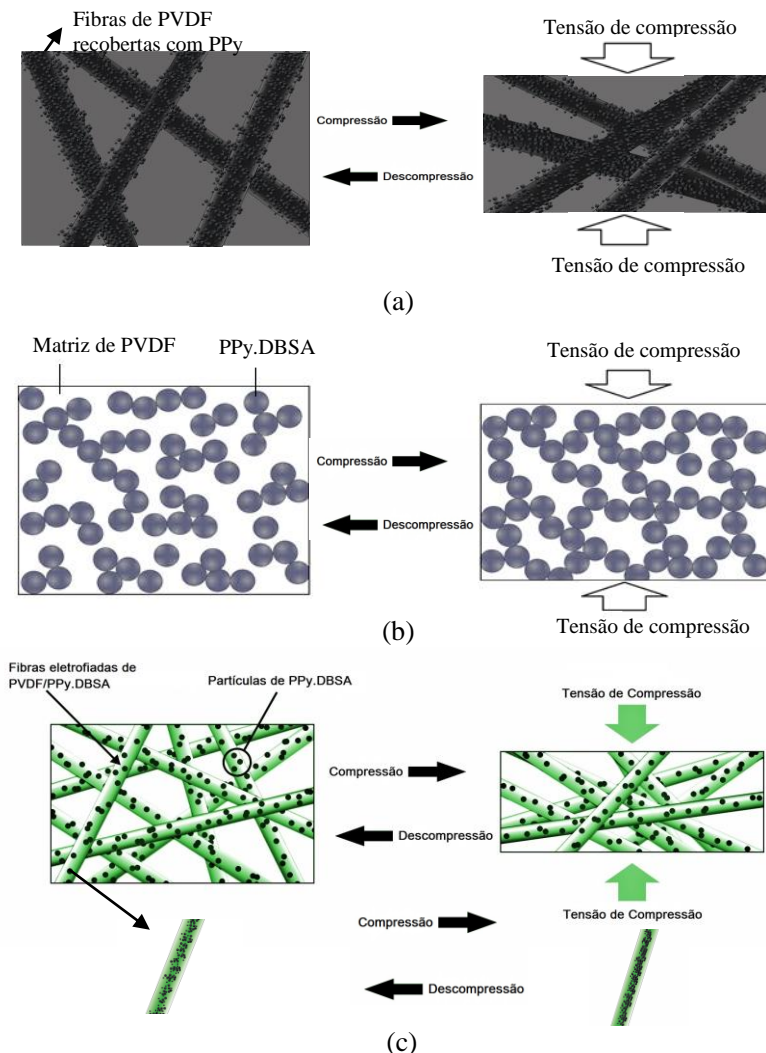 Fibras de PVDF
recobertas com PPy
Tensão de compressão
Compressão
Descompressão
Tensão de compressão
(a)
Matriz de PVDF
PPy.DBSA
Tensão de compressão
Compressão
Descompressão
Tensão de compressão
(b)
Fibras eletrofiadas de
PVDF/PPy.DBSA
Partículas de PPy.DBSA
Tensão de Compressão
Compressão
Descompressão
Tensão de Compressão
Compressão
Descompressão
(c)